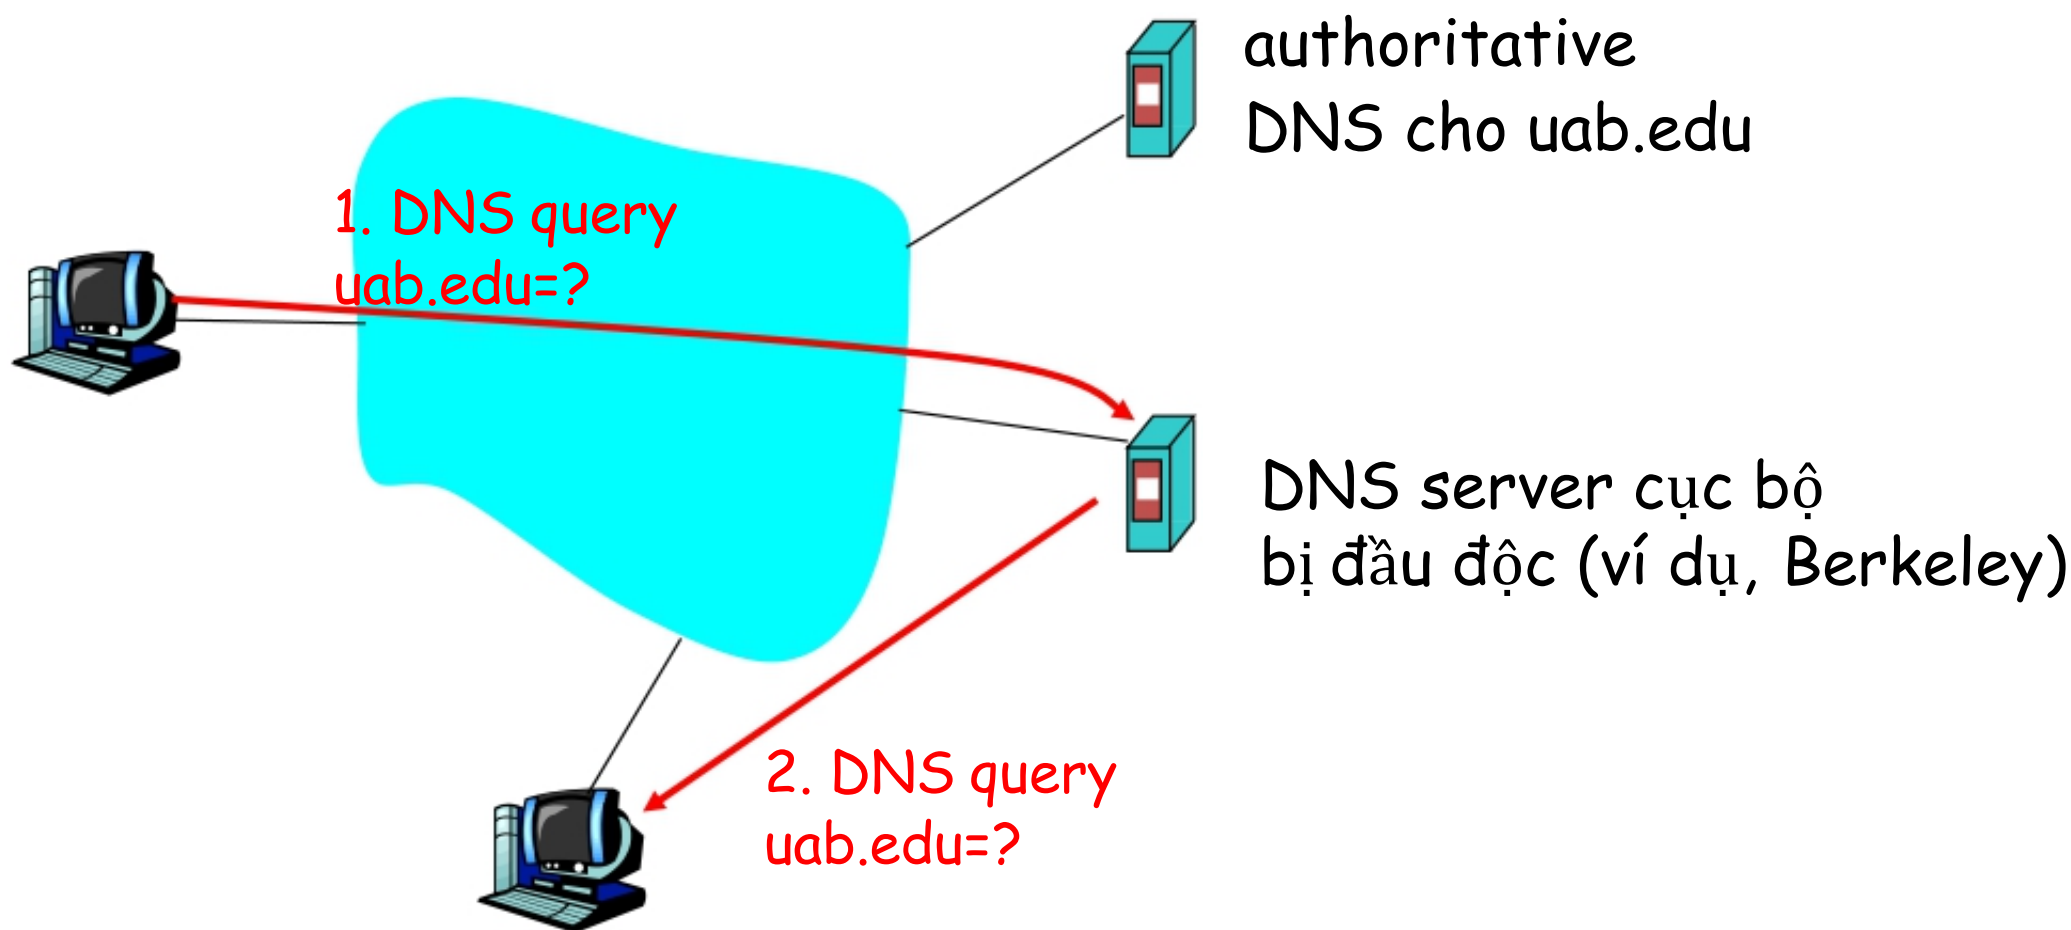 authoritative
DNS cho uab.edu
1. DNS query
uab.edu=?
DNS server cục bộ
bị đầu độc (ví dụ, Berkeley)
2. DNS query
uab.edu=?